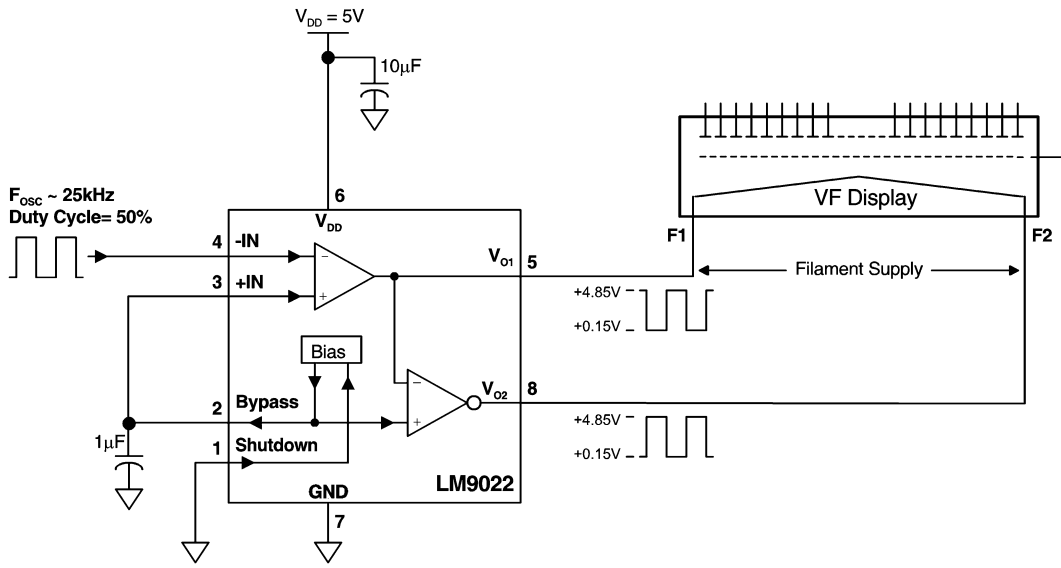 V_DD = 5V
10μF
F_OSC ~ 25kHz
Duty Cycle= 50%
6
V_DD
4 -IN
−
3 +IN
+
V_O1 5
Bias
−
+
V_O2 8
2 Bypass
1μF
1 Shutdown
LM9022
GND
7
VF Display
F1
F2
Filament Supply
+4.85V
+0.15V
+4.85V
+0.15V